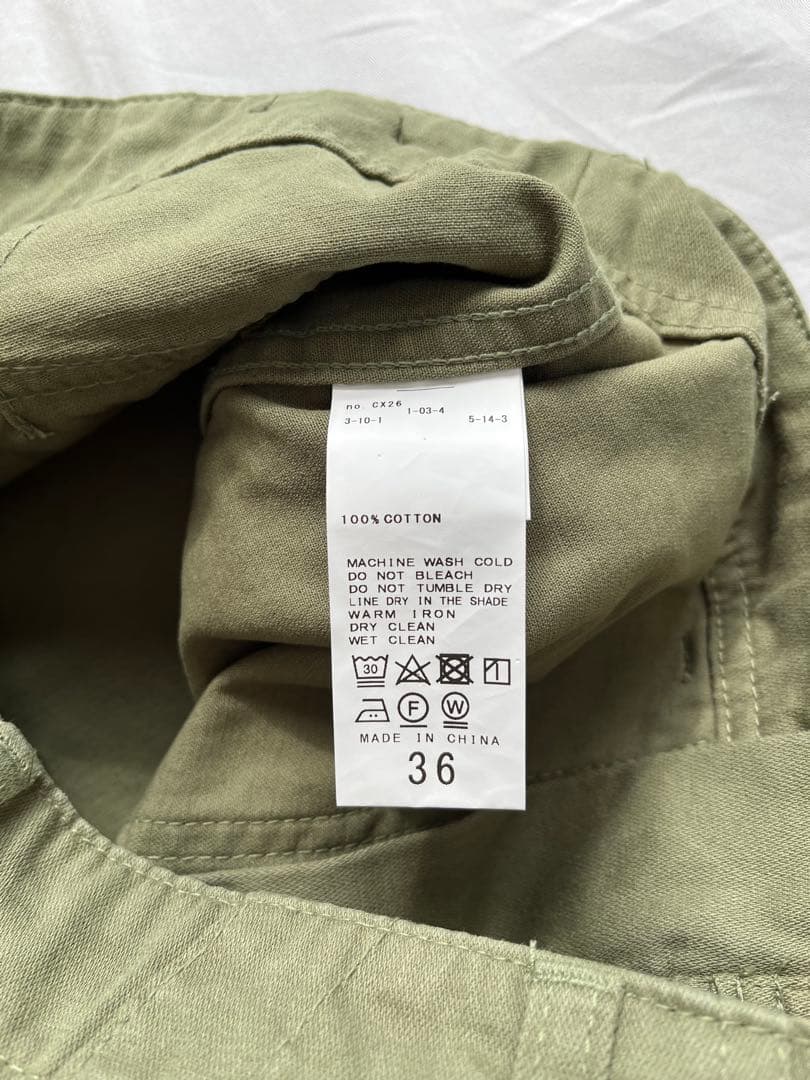 no. CX26
1-03-4
3-10-1 5-14-3
100% COTTON
MACHINE WASH COLD
DO NOT BLEACH
DO NOT TUMBLE DRY
LINE DRY IN THE SHADE
WARM IRON
DRY CLEAN
WET CLEAN
30
F W
MADE IN CHINA
36